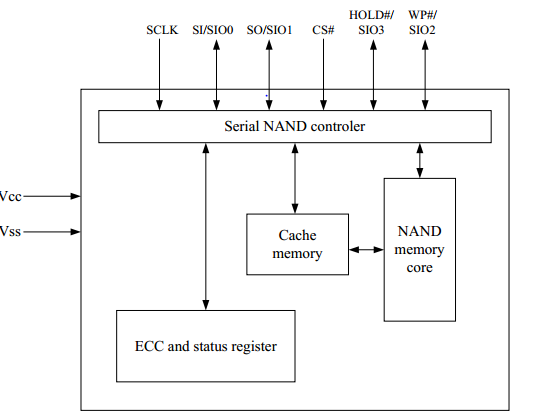 HOLD#/ WP#/
SCLK SI/SIO0 SO/SIO1 CS# SIO3 SIO2
Serial NAND controler
Vcc
Vss
Cache
memory
NAND
memory
core
ECC and status register